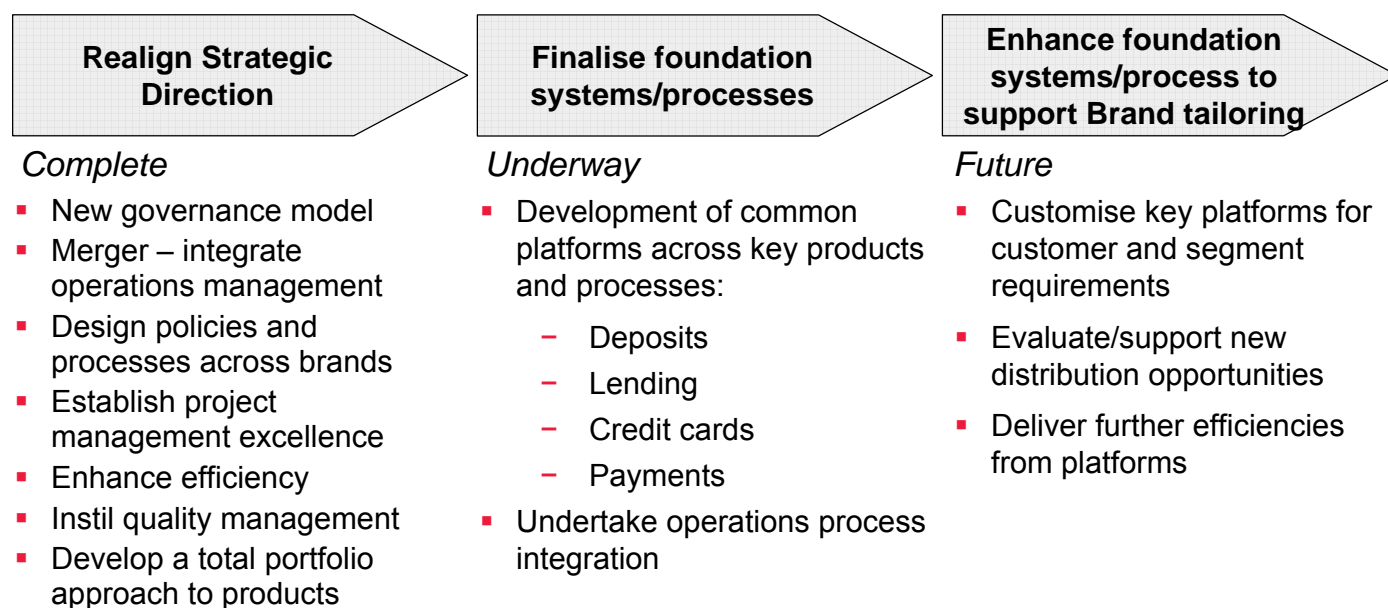 Realign Strategic
Direction
Complete
▪ New governance model
▪ Merger – integrate
operations management
▪ Design policies and
processes across brands
▪ Establish project
management excellence
▪ Enhance efficiency
▪ Instil quality management
▪ Develop a total portfolio
approach to products
Finalise foundation
systems/processes
Underway
▪ Development of common
platforms across key products
and processes:
– Deposits
– Lending
– Credit cards
– Payments
▪ Undertake operations process
integration
Enhance foundation
systems/process to
support Brand tailoring
Future
▪ Customise key platforms for
customer and segment
requirements
▪ Evaluate/support new
distribution opportunities
▪ Deliver further efficiencies
from platforms